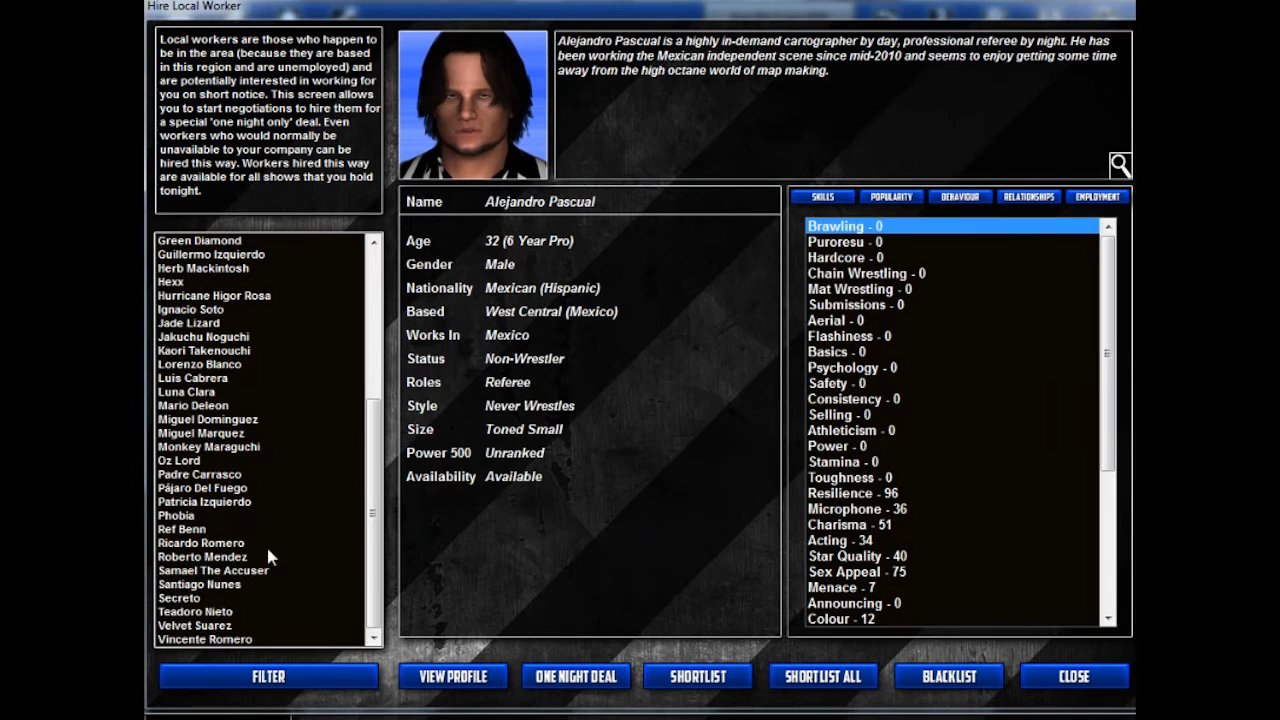 Hire Local Worker
Local workers are those who happen to
be in the area (because they are based
in this region and are unemployed) and
are potentially interested in working for
you on short notice. This screen allows
you to start negotiations to hire them for
a special 'one night only' deal. Even
workers who would normally be
unavailable to your company can be
hired this way. Workers hired this way
are available for all shows that you hold
tonight.
Alejandro Pascual is a highly in-demand cartographer by day, professional referee by night. He has
been working the Mexican independent scene since mid-2010 and seems to enjoy getting some time
away from the high octane world of map making.
Green Diamond
Guillermo Izquierdo
Herb Mackintosh
Hexx
Hurricane Higor Rosa
Ignacio Soto
Jade Lizard
Jakuchu Noguchi
Kaori Takenouchi
Lorenzo Blanco
Luis Cabrera
Luna Clara
Mario Deleon
Miguel Dominguez
Miguel Marquez
Monkey Maraguchi
Oz Lord
Padre Carrasco
Pájaro Del Fuego
Patricia Izquierdo
Phobia
Ref Benn
Ricardo Romero
Roberto Mendez
Samael The Accuser
Santiago Nunes
Secreto
Teadoro Nieto
Velvet Suarez
Vincente Romero
Name Alejandro Pascual
Age 32 (6 Year Pro)
Gender Male
Nationality Mexican (Hispanic)
Based West Central (Mexico)
Works In Mexico
Status Non-Wrestler
Roles Referee
Style Never Wrestles
Size Toned Small
Power 500 Unranked
Availability Available
SKILLS POPULARITY BEHAVIOUR RELATIONSHIPS EMPLOYMENT
Brawling - 0
Puroresu - 0
Hardcore - 0
Chain Wrestling - 0
Mat Wrestling - 0
Submissions - 0
Aerial - 0
Flashiness - 0
Basics - 0
Psychology - 0
Safety - 0
Consistency - 0
Selling - 0
Athleticism - 0
Power - 0
Stamina - 0
Toughness - 0
Resilience - 96
Microphone - 36
Charisma - 51
Acting - 34
Star Quality - 40
Sex Appeal - 75
Menace - 7
Announcing - 0
Colour - 12
FILTER VIEW PROFILE ONE NIGHT DEAL SHORTLIST SHORTLIST ALL BLACKLIST CLOSE